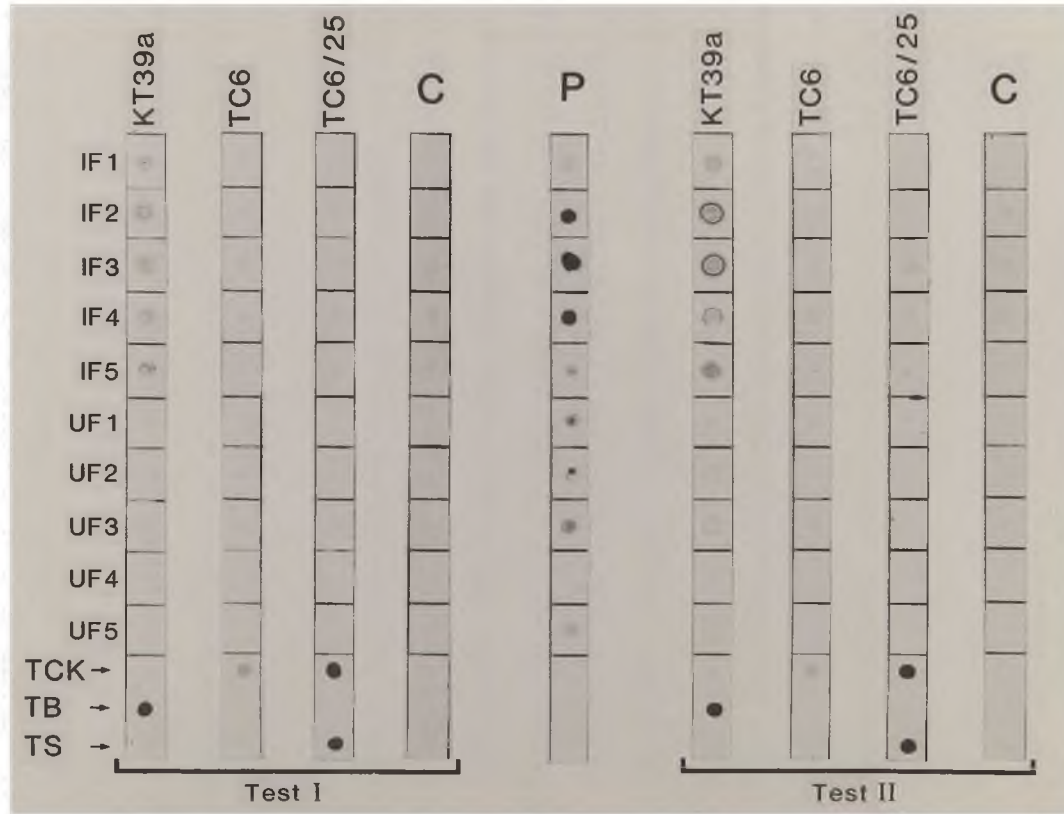 KT39a TC6 TC6/25 C P KT39a TC6 TC6/25 C
IF1
IF2
IF3
IF4
IF5
UF1
UF2
UF3
UF4
UF5
TCK →
TB →
TS →
Test I Test II